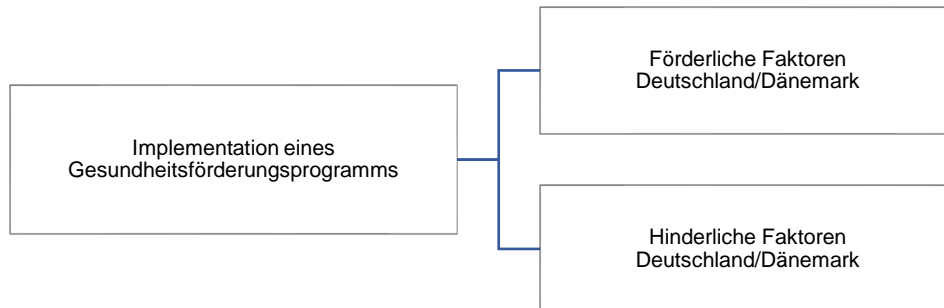 Implementation eines
Gesundheitsförderungsprogramms
Förderliche Faktoren
Deutschland/Dänemark
Hinderliche Faktoren
Deutschland/Dänemark